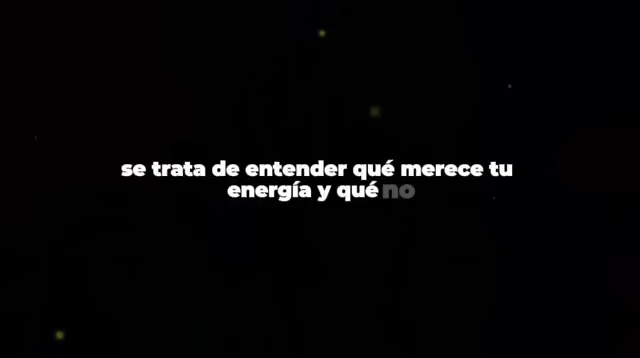 se trata de entender qué merece tu
energía y qué no